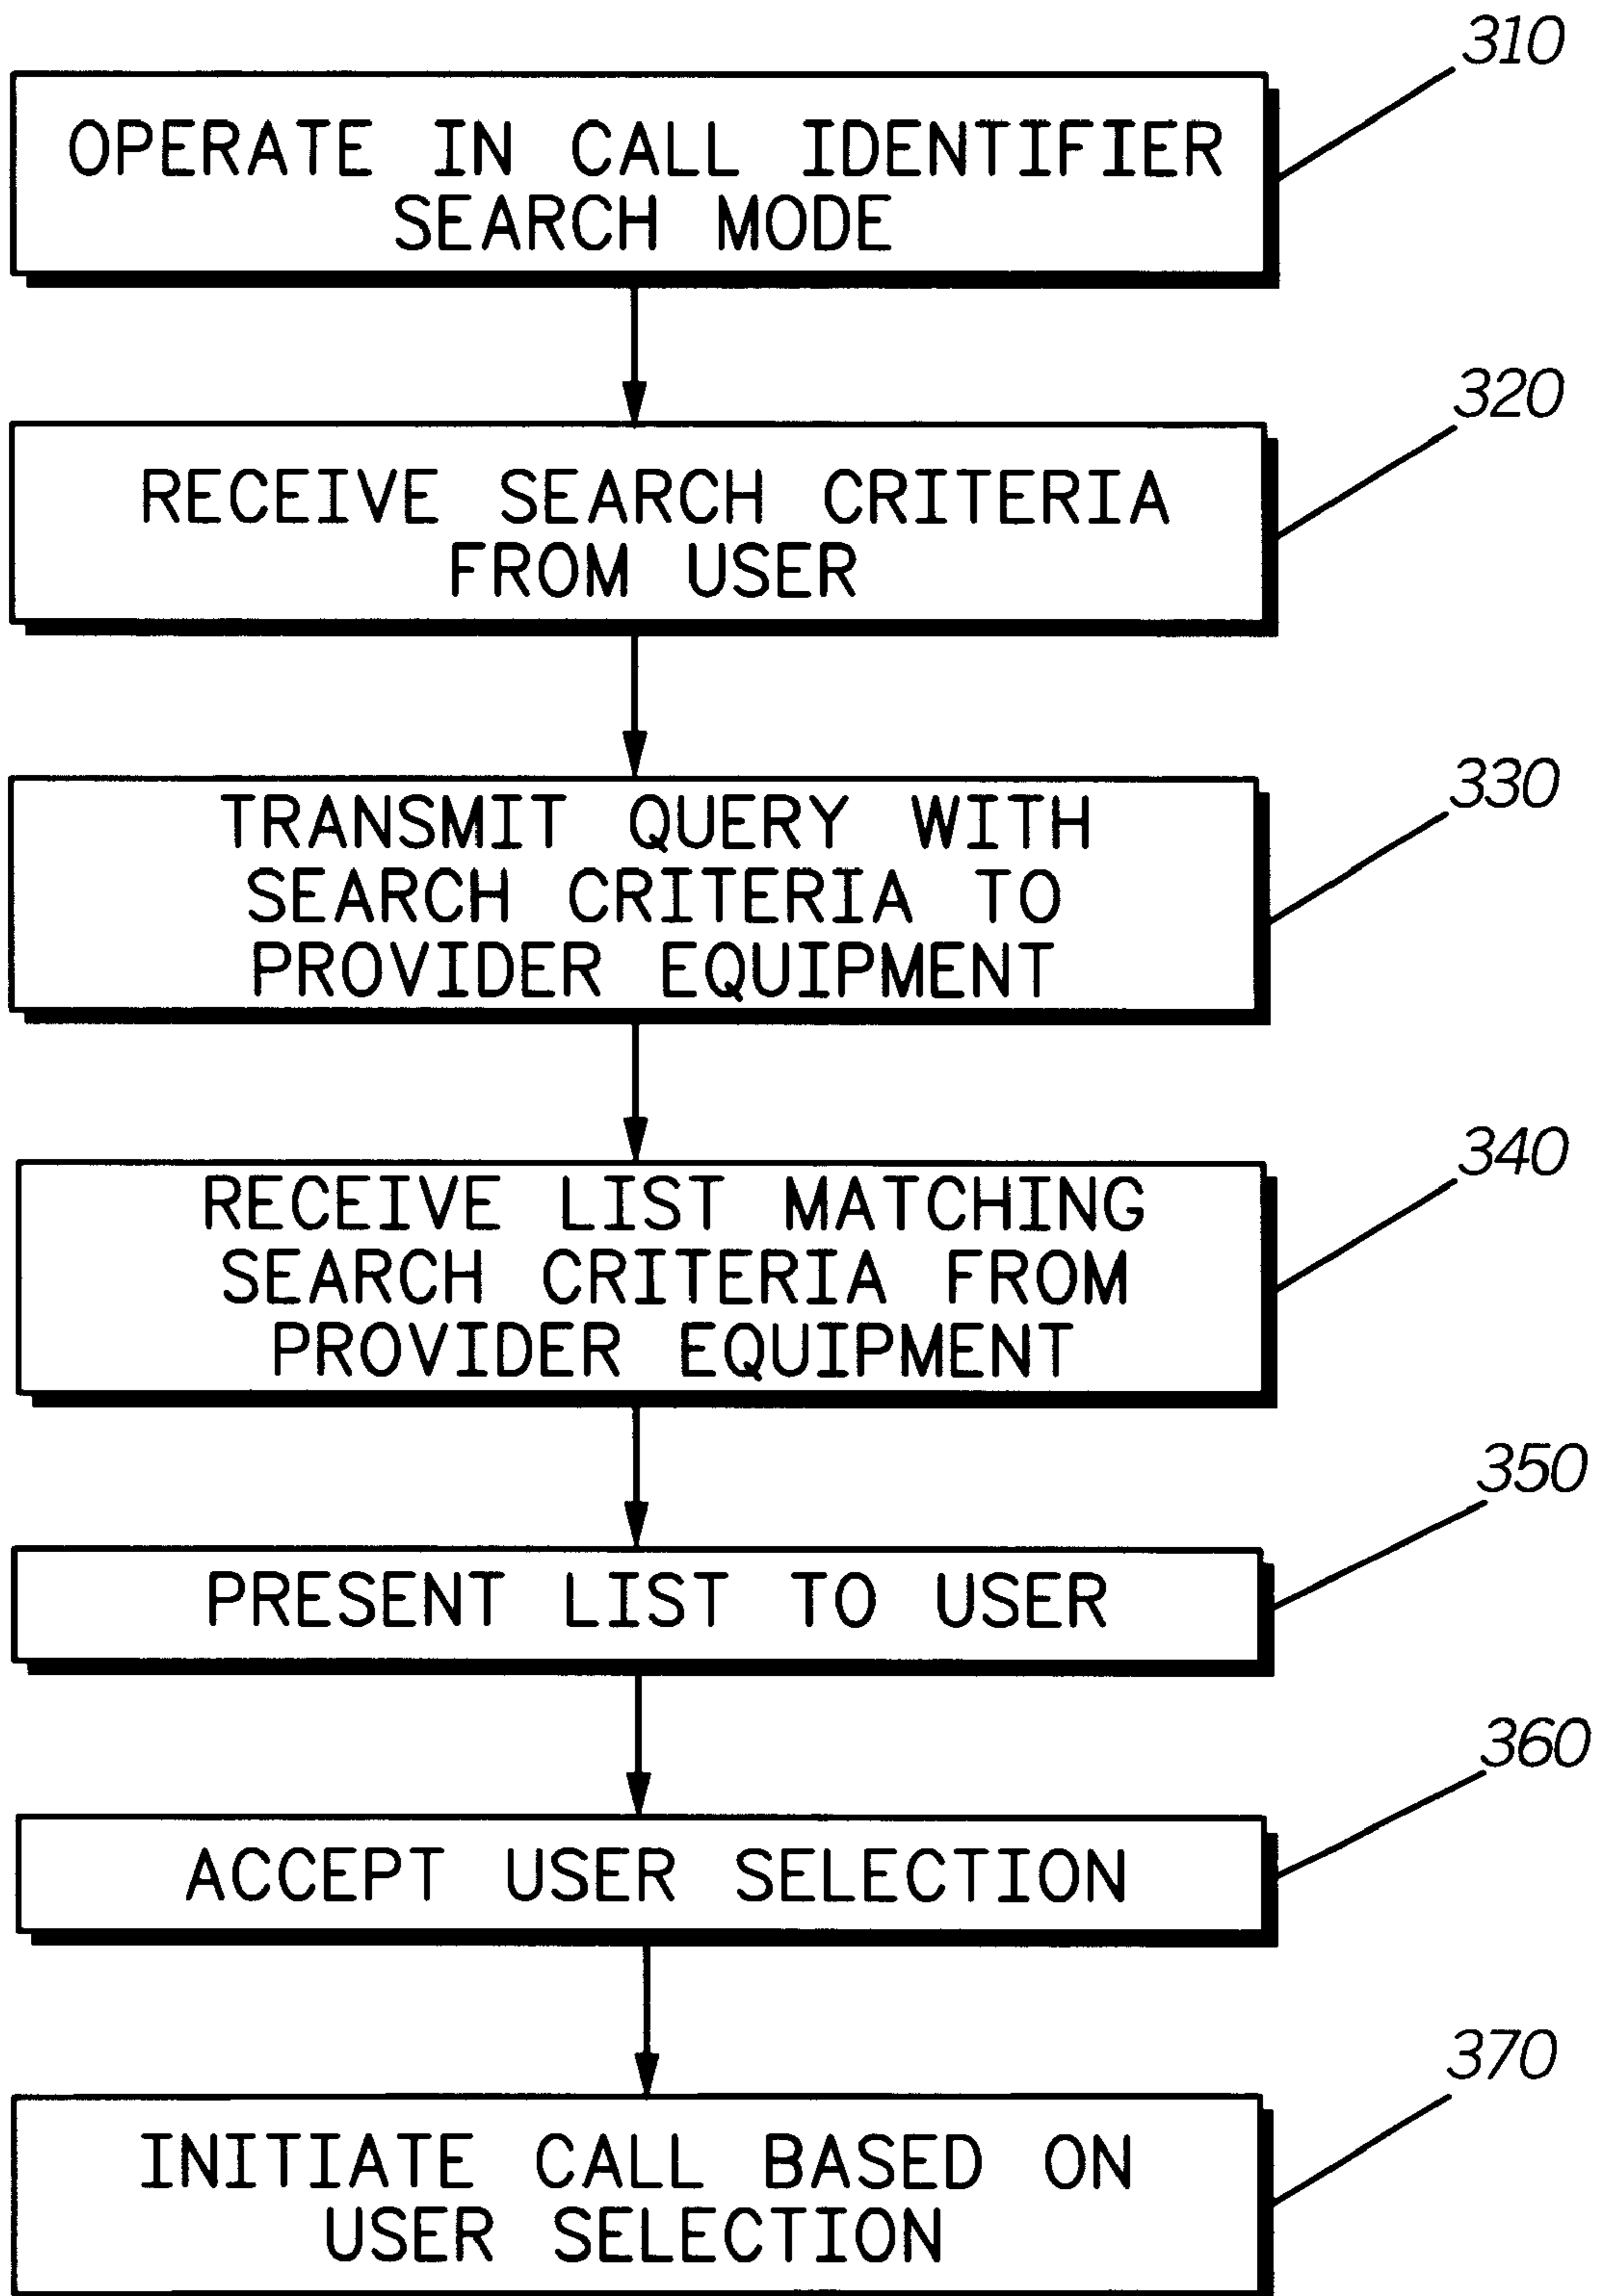 310
OPERATE IN CALL IDENTIFIER
SEARCH MODE
320
RECEIVE SEARCH CRITERIA
FROM USER
330
TRANSMIT QUERY WITH
SEARCH CRITERIA TO
PROVIDER EQUIPMENT
340
RECEIVE LIST MATCHING
SEARCH CRITERIA FROM
PROVIDER EQUIPMENT
350
PRESENT LIST TO USER
360
ACCEPT USER SELECTION
370
INITIATE CALL BASED ON
USER SELECTION